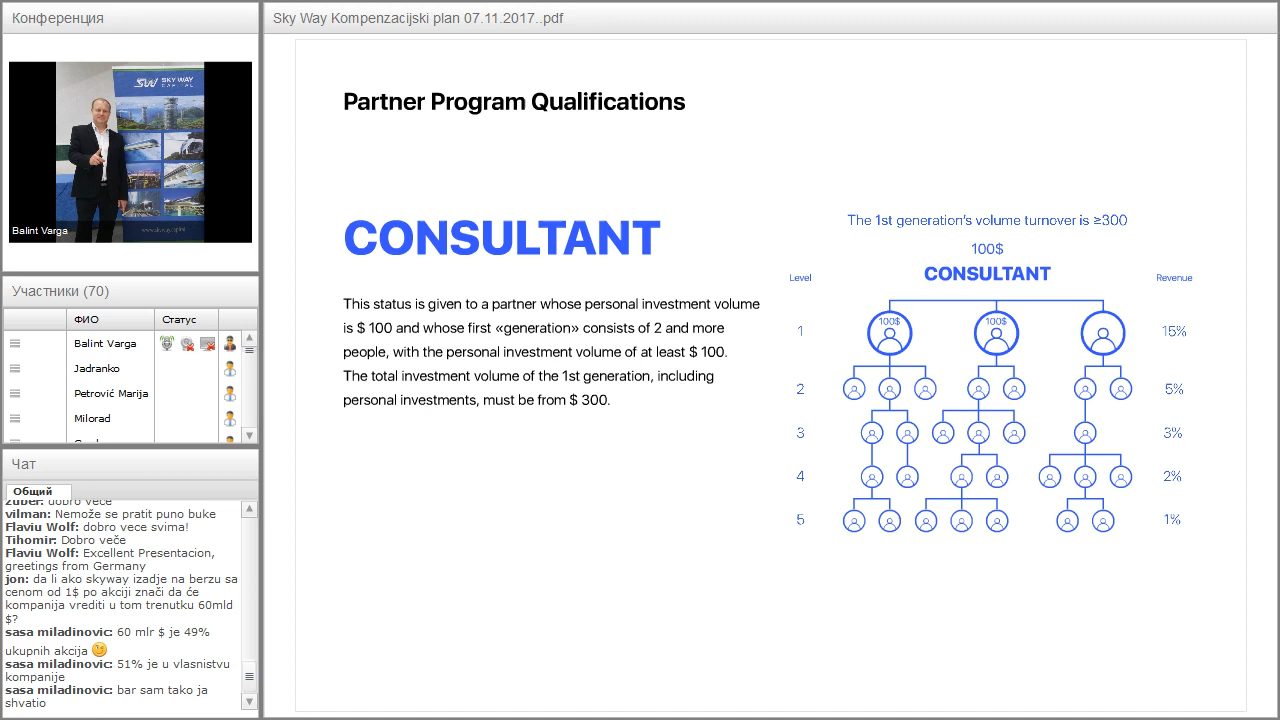 Конференция
SKY WAY
CAPITAL
Balint Varga
Участники (70)
ФИО
Статус
Balint Varga
Jadranko
Petrović Marija
Milorad
Чат
Общий
zuber: dobro veče
vilman: Nemože se pratit puno buke
Flaviu Wolf: dobro vece svima!
Tihomir: Dobro veče
Flaviu Wolf: Excellent Presentacion,
greetings from Germany
jon: da li ako skyway izadje na berzu sa
cenom od 1$ po akciji znači da će
kompanija vrediti u tom trenutku 60mld
$?
sasa miladinovic: 60 mlr $ je 49%
ukupnih akcija
sasa miladinovic: 51% je u vlasnistvu
kompanije
sasa miladinovic: bar sam tako ja
shvatio
Sky Way Kompenzacijski plan 07.11.2017..pdf
Partner Program Qualifications
CONSULTANT
This status is given to a partner whose personal investment volume
is $ 100 and whose first «generation» consists of 2 and more
people, with the personal investment volume of at least $ 100.
The total investment volume of the 1st generation, including
personal investments, must be from $ 300.
The 1st generation's volume turnover is ≥300
100$
Level
CONSULTANT
Revenue
1
100$
100$
15%
2
5%
3
3%
4
2%
5
1%